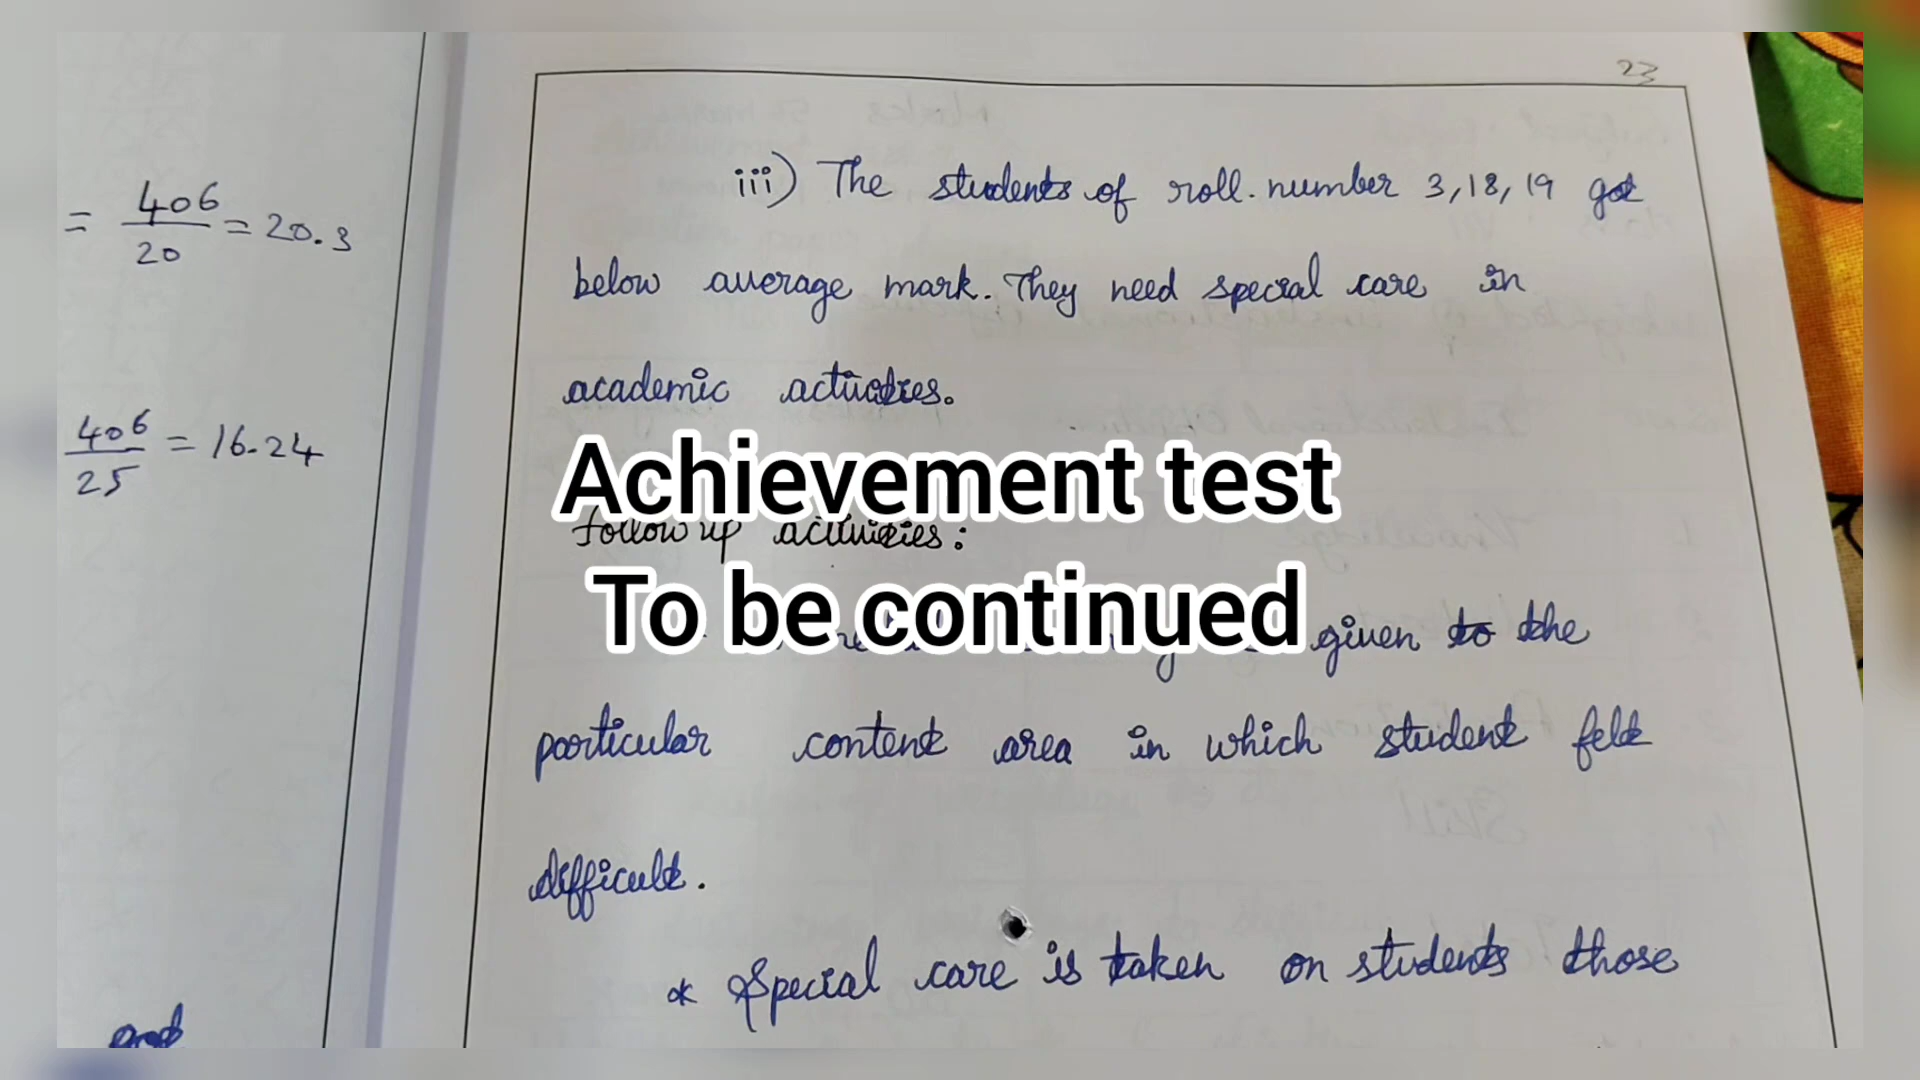 = 406/20 = 20.3
406/25 = 16.24
and
23
iii) The students of roll. number 3, 18, 19 got
below average mark. They need special care in
academic activities.
Achievement test
Follow up activities:
To be continued
given to the
particular content area in which student felt
difficult.
* Special care is taken on students those